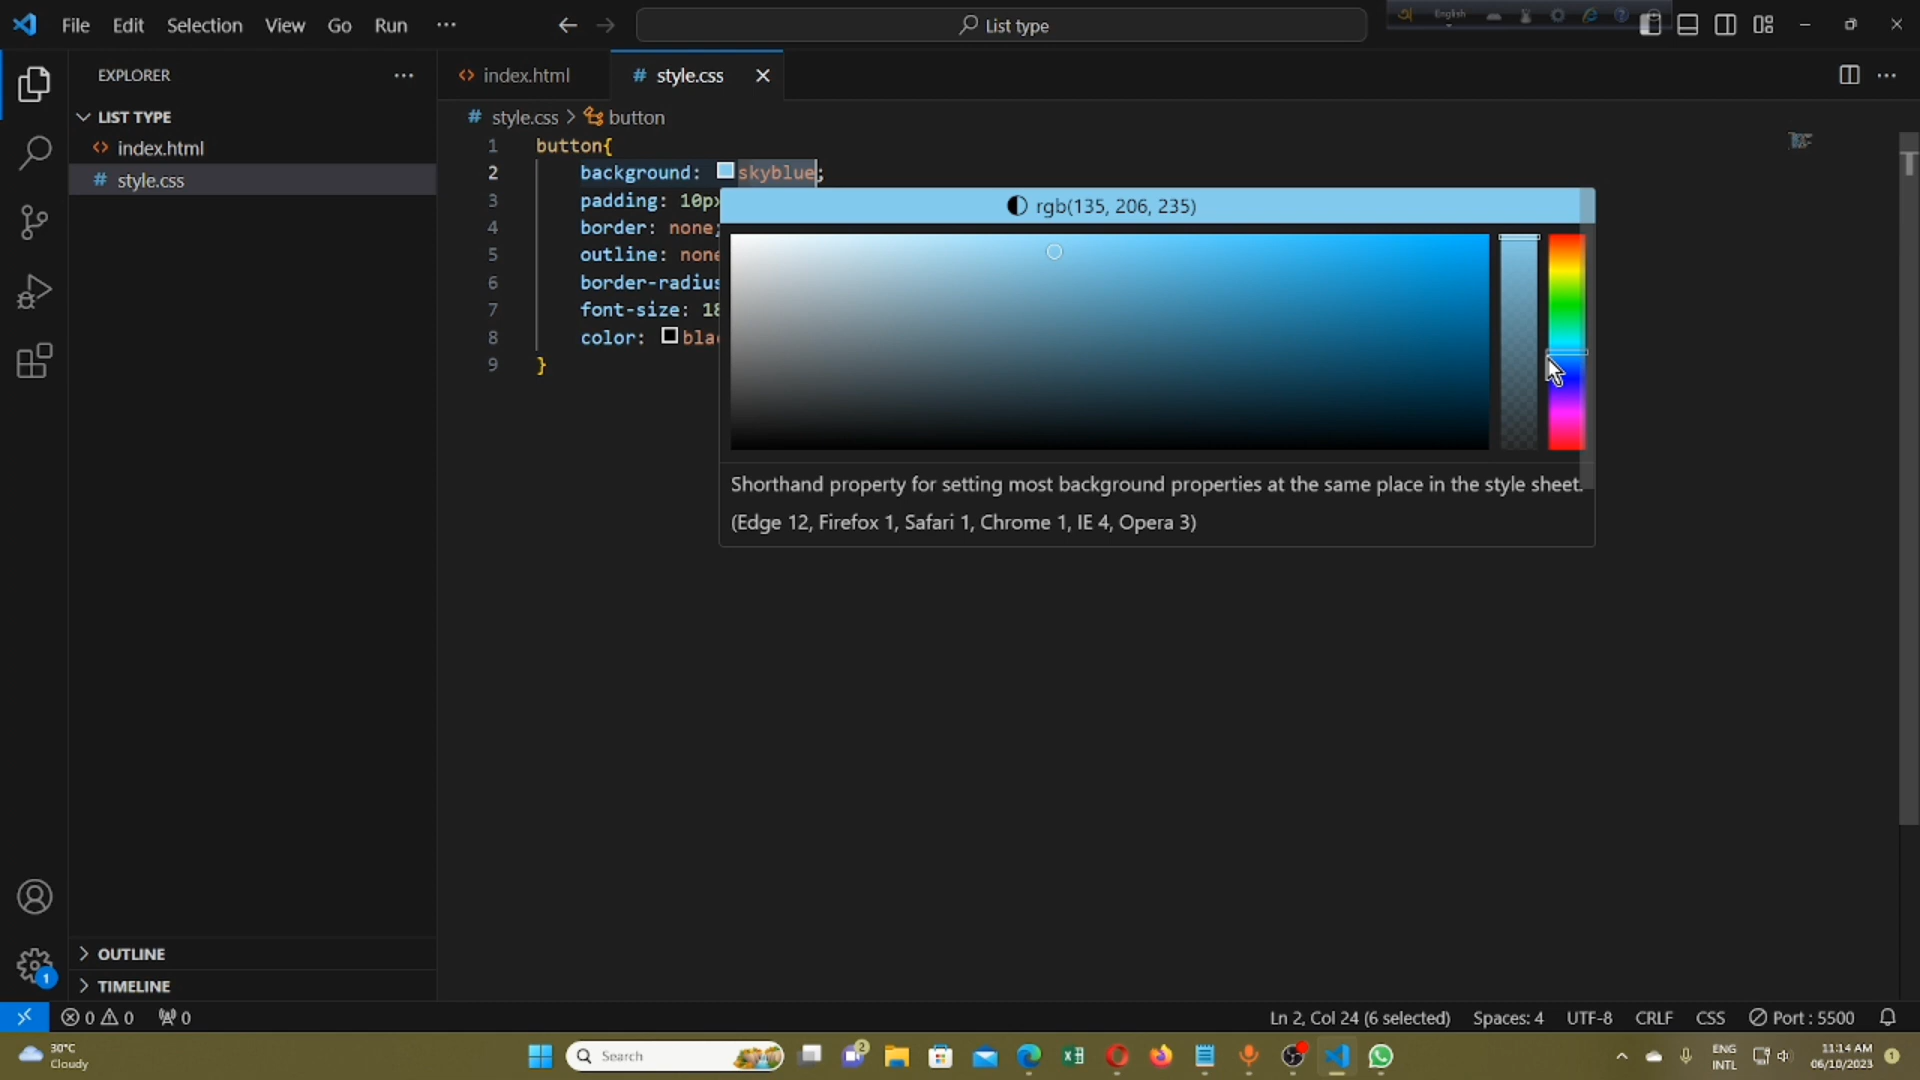 File Edit Selection View Go Run ··· List type English
EXPLORER
LIST TYPE
index.html
style.css
OUTLINE
TIMELINE
index.html style.css
style.css > button
1 button{
2 background: skyblue;
3 padding: 10px
4 border: none;
5 outline: none
6 border-radius
7 font-size: 18
8 color: blac
9 }
rgb(135, 206, 235)
Shorthand property for setting most background properties at the same place in the style sheet.
(Edge 12, Firefox 1, Safari 1, Chrome 1, IE 4, Opera 3)
1
0 0 0 Ln 2, Col 24 (6 selected) Spaces: 4 UTF-8 CRLF CSS Port : 5500
30°C
Cloudy
Search
2
ENG
INTL
11:14 AM
06/10/2023
1